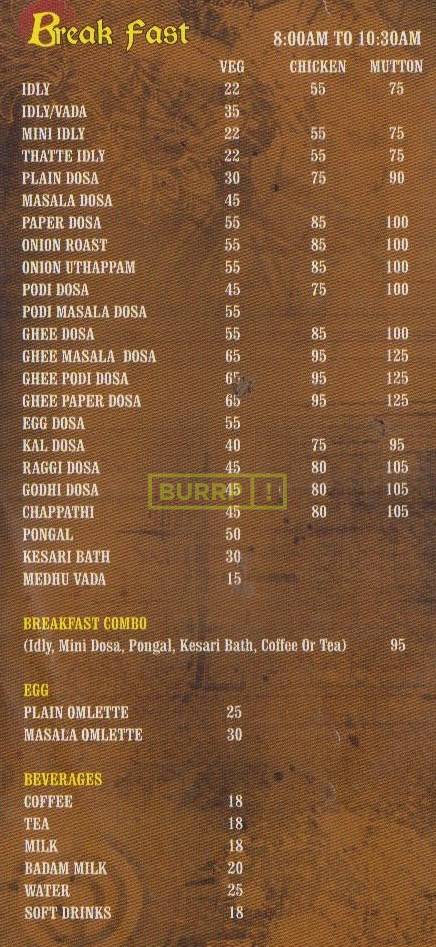 Break Fast
8:00AM TO 10:30AM
VEG CHICKEN MUTTON
IDLY 22 55 75
IDLY/VADA 35
MINI IDLY 22 55 75
THATTE IDLY 22 55 75
PLAIN DOSA 30 75 90
MASALA DOSA 45
PAPER DOSA 55 85 100
ONION ROAST 55 85 100
ONION UTHAPPAM 55 85 100
PODI DOSA 45 75 100
PODI MASALA DOSA 55
GHEE DOSA 55 85 100
GHEE MASALA DOSA 65 95 125
GHEE PODI DOSA 65 95 125
GHEE PAPER DOSA 65 95 125
EGG DOSA 55
KAL DOSA 40 75 95
RAGGI DOSA 45 80 105
GODHI DOSA 45 80 105
BURRP!
CHAPPATHI 45 80 105
PONGAL 50
KESARI BATH 30
MEDHU VADA 15
BREAKFAST COMBO
(Idly, Mini Dosa, Pongal, Kesari Bath, Coffee Or Tea) 95
EGG
PLAIN OMLETTE 25
MASALA OMLETTE 30
BEVERAGES
COFFEE 18
TEA 18
MILK 18
BADAM MILK 20
WATER 25
SOFT DRINKS 18